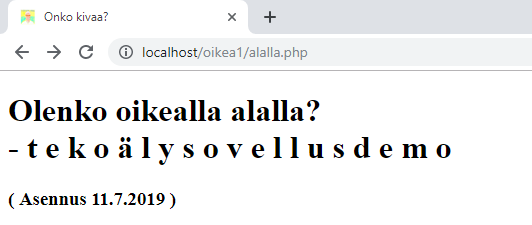 Onko kivaa?
localhost/oikea1/alalla.php
Olenko oikealla alalla?
- t e k o ä l y s o v e l l u s d e m o
( Asennus 11.7.2019 )